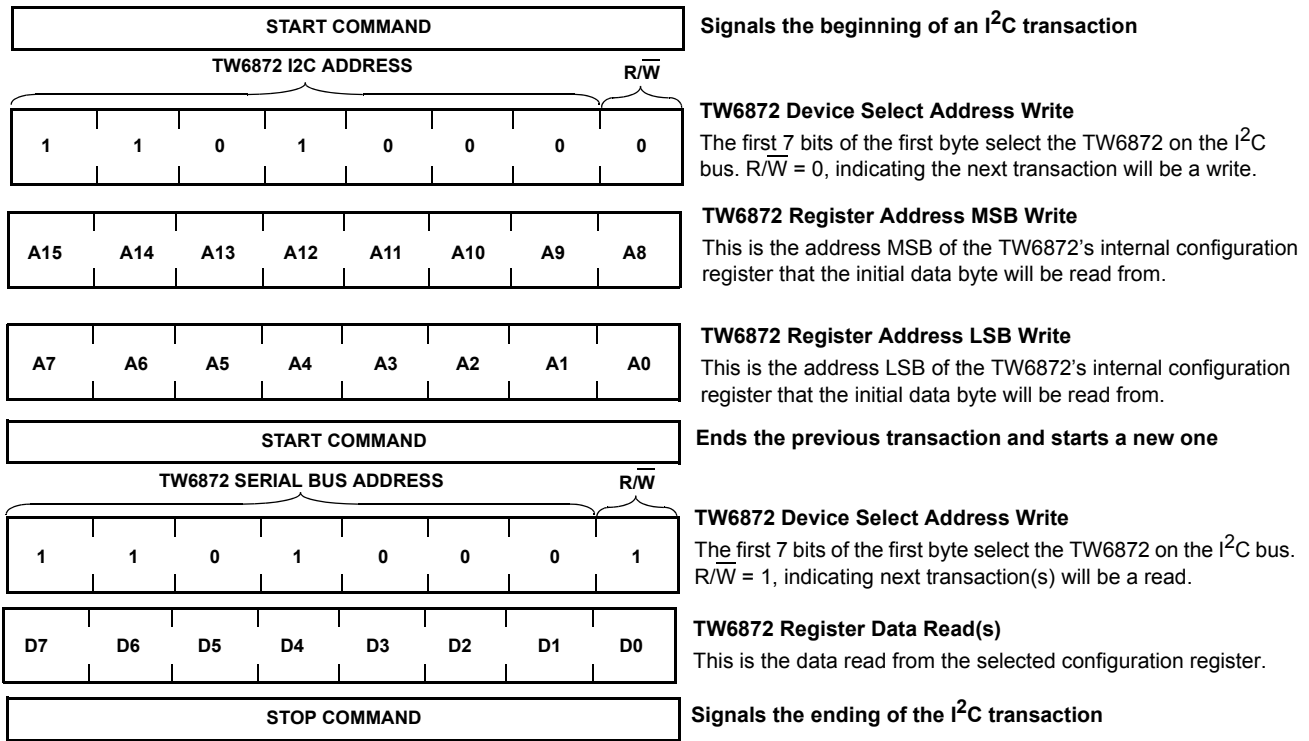 START COMMAND
Signals the beginning of an I2C transaction
TW6872 I2C ADDRESS
R/W
1 1 0 1 0 0 0 0
TW6872 Device Select Address Write
The first 7 bits of the first byte select the TW6872 on the I2C
bus. R/W = 0, indicating the next transaction will be a write.
A15 A14 A13 A12 A11 A10 A9 A8
TW6872 Register Address MSB Write
This is the address MSB of the TW6872's internal configuration
register that the initial data byte will be read from.
A7 A6 A5 A4 A3 A2 A1 A0
TW6872 Register Address LSB Write
This is the address LSB of the TW6872's internal configuration
register that the initial data byte will be read from.
START COMMAND
Ends the previous transaction and starts a new one
TW6872 SERIAL BUS ADDRESS
R/W
1 1 0 1 0 0 0 1
TW6872 Device Select Address Write
The first 7 bits of the first byte select the TW6872 on the I2C bus.
R/W = 1, indicating next transaction(s) will be a read.
D7 D6 D5 D4 D3 D2 D1 D0
TW6872 Register Data Read(s)
This is the data read from the selected configuration register.
STOP COMMAND
Signals the ending of the I2C transaction